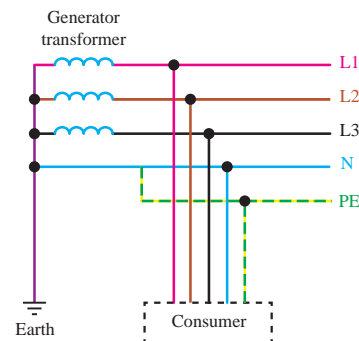 Generator
transformer
L1
L2
L3
N
PE
Earth
Consumer